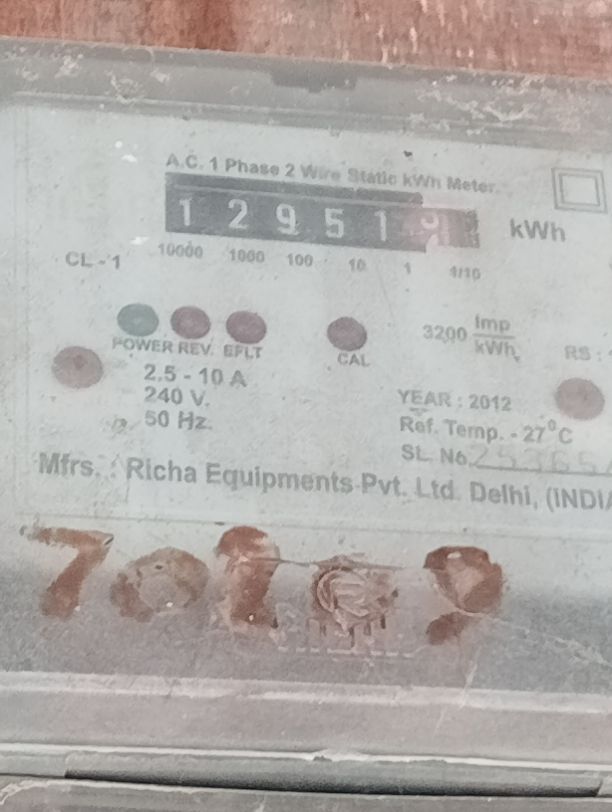 A.C. 1 Phase 2 Wire Static kWh Meter.
1 2 9 5 1 9 kWh
CL - 1 10000 1000 100 10 1 1/10
3200 Imp/kWh
POWER REV. EFLT CAL RS :
2.5 - 10 A
240 V.
50 Hz.
YEAR : 2012
Ref. Temp. - 27°C
SL. No.
Mfrs. : Richa Equipments Pvt. Ltd. Delhi, (INDIA